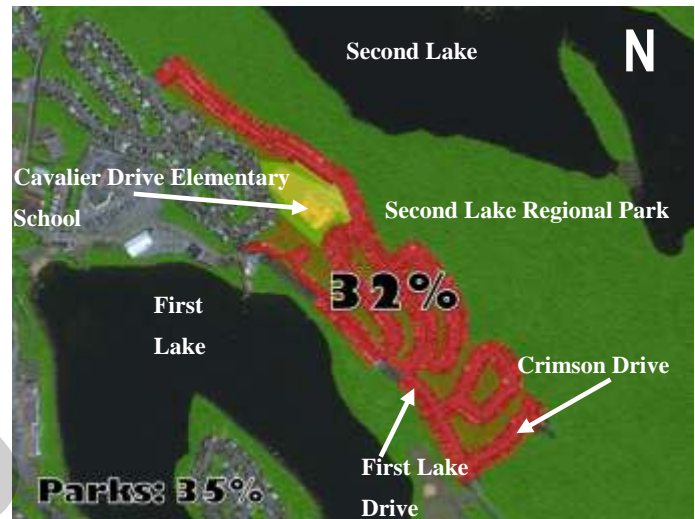 Second Lake
N
Cavalier Drive Elementary
School
Second Lake Regional Park
32%
First
Lake
Crimson Drive
First Lake
Drive
Parks: 35%